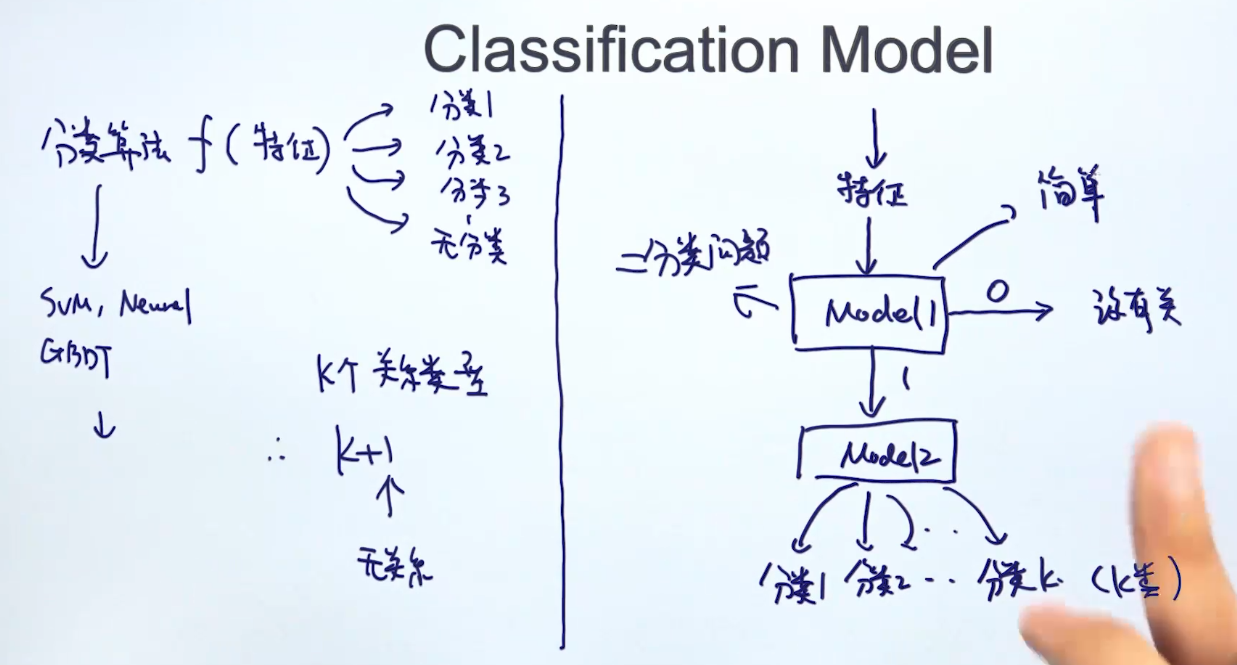 Classification Model
分类算法 f(特征)
分类1
分类2
分类3
无分类
SVM, Neural
GBDT
K个关系类型
∴ K+1
无关系
特征
简单
二分类问题
Model1
0
没有关
1
Model2
分类1 分类2 ··· 分类k. (k类)